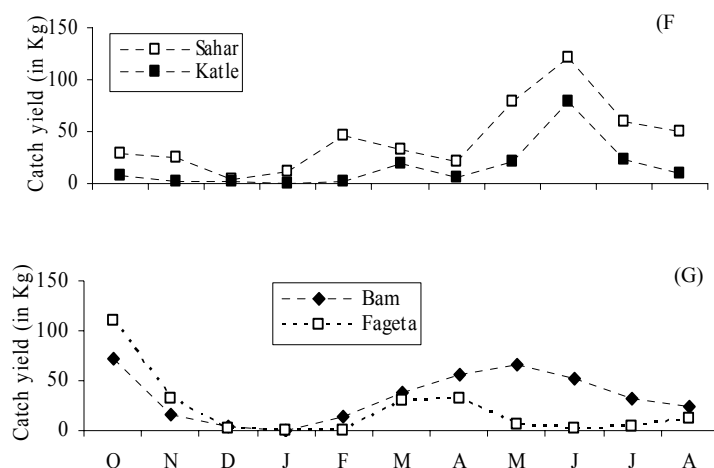 (F
150
100
50
0
Catch yield (in Kg)
Sahar
Katle
(G)
150
100
50
0
Catch yield (in Kg)
Bam
Fageta
O N D J F M A M J J A